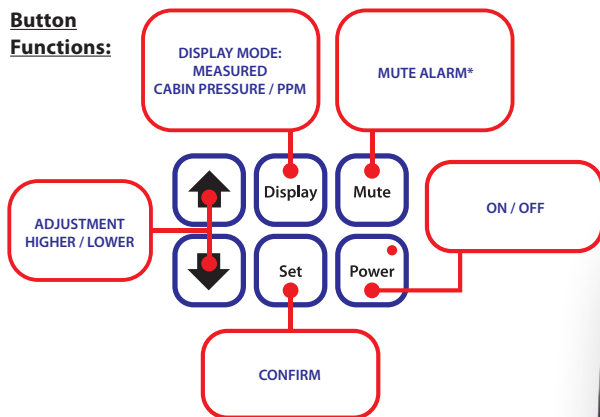 Button
Functions:
DISPLAY MODE:
MEASURED
CABIN PRESSURE / PPM
MUTE ALARM*
Display
Mute
ADJUSTMENT
HIGHER / LOWER
ON / OFF
Set
Power
CONFIRM